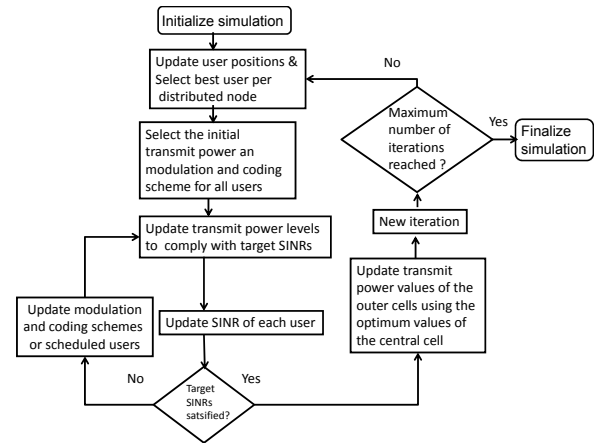 Initialize simulation
Update user positions &
Select best user per
distributed node
Select the initial
transmit power an
modulation and coding
scheme for all users
Update transmit power levels
to comply with target SINRs
Update SINR of each user
Target
SINRs
satsified?
No
Update modulation
and coding schemes
or scheduled users
Yes
Update transmit
power values of the
outer cells using the
optimum values of
the central cell
New iteration
Maximum
number of
iterations
reached ?
No
Yes
Finalize
simulation